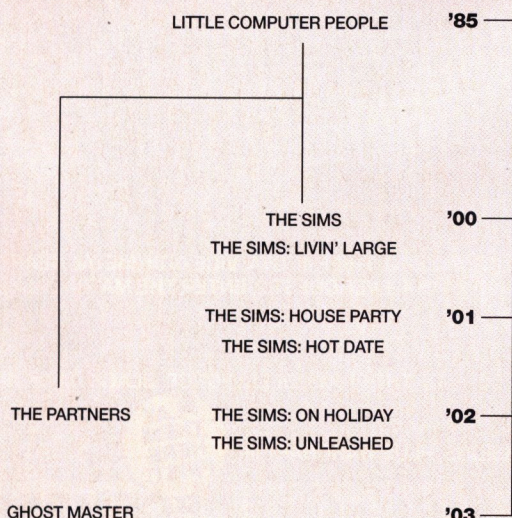 LITTLE COMPUTER PEOPLE '85
THE SIMS '00
THE SIMS: LIVIN' LARGE
THE SIMS: HOUSE PARTY '01
THE SIMS: HOT DATE
THE PARTNERS THE SIMS: ON HOLIDAY '02
THE SIMS: UNLEASHED
GHOST MASTER '03